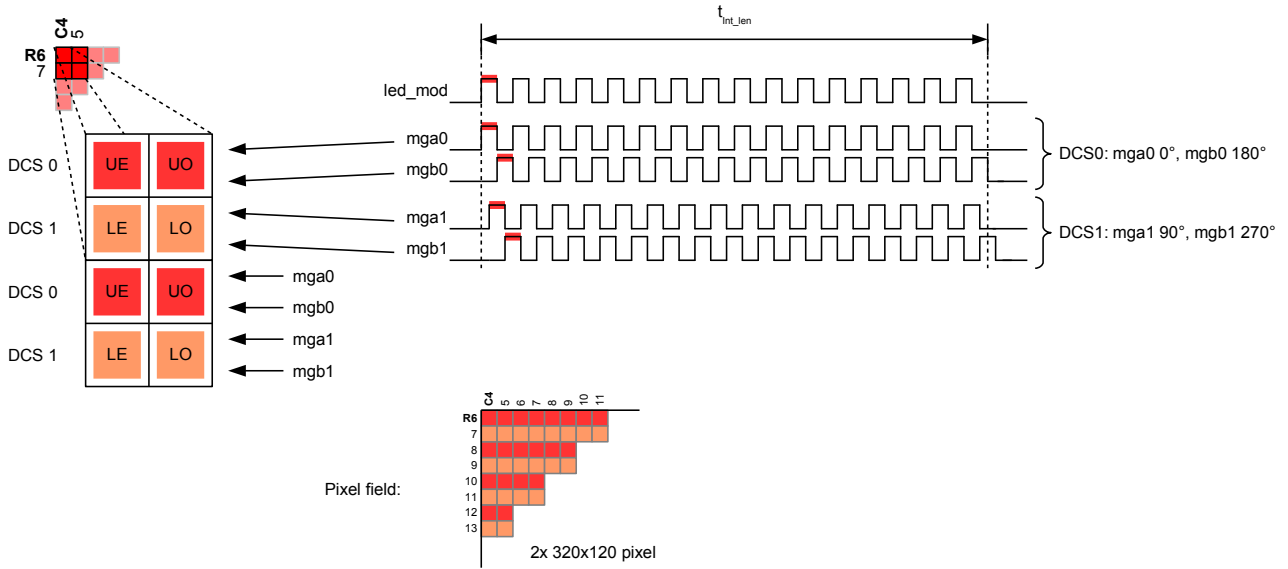 C4
5
R6
7
t Int_len
led_mod
DCS 0
UE UO
mga0
mgb0
DCS0: mga0 0°, mgb0 180°
DCS 1
LE LO
mga1
mgb1
DCS1: mga1 90°, mgb1 270°
DCS 0
UE UO
mga0
mgb0
DCS 1
LE LO
mga1
mgb1
C4 5 6 7 8 9 10 11
R6
7
8
9
10
11
12
13
Pixel field:
2x 320x120 pixel